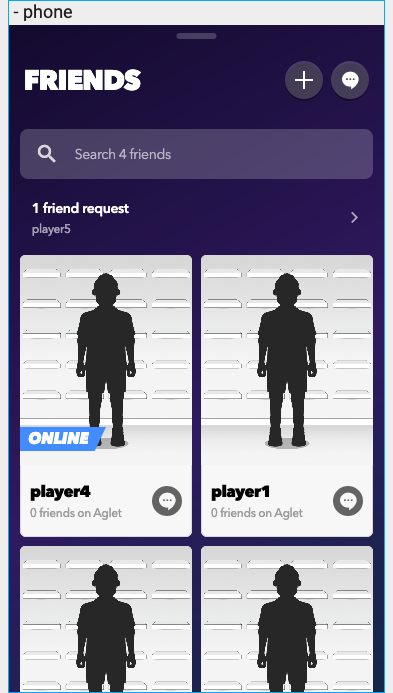 - phone
FRIENDS
Search 4 friends
1 friend request
player5
ONLINE
player4
0 friends on Aglet
player1
0 friends on Aglet